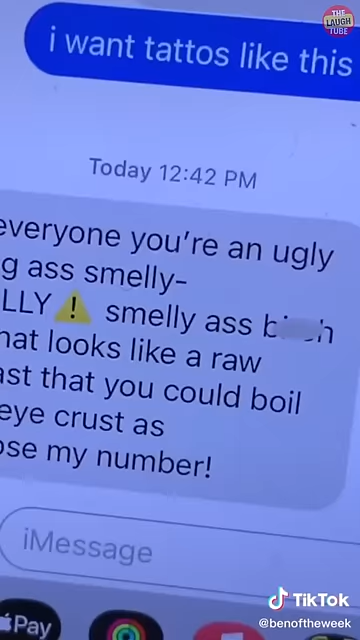 THE
LAUGH
TUBE
i want tattos like this
Today 12:42 PM
everyone you're an ugly
g ass smelly-
LLY⚠️ smelly ass b h
hat looks like a raw
ast that you could boil
eye crust as
ose my number!
iMessage
Pay
TikTok
@benoftheweek